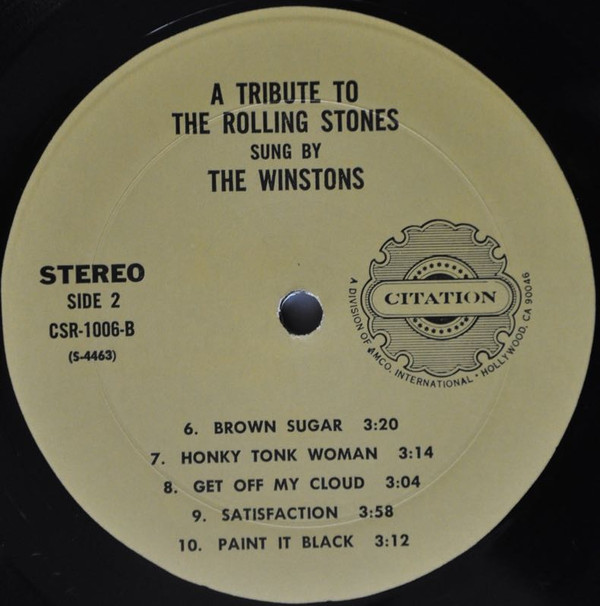 A TRIBUTE TO
THE ROLLING STONES
SUNG BY
THE WINSTONS
STEREO
SIDE 2
CSR-1006-B
(S-4463)
CITATION
A DIVISION OF AMCO. INTERNATIONAL • HOLLYWOOD, CA 90046
6. BROWN SUGAR 3:20
7. HONKY TONK WOMAN 3:14
8. GET OFF MY CLOUD 3:04
9. SATISFACTION 3:58
10. PAINT IT BLACK 3:12